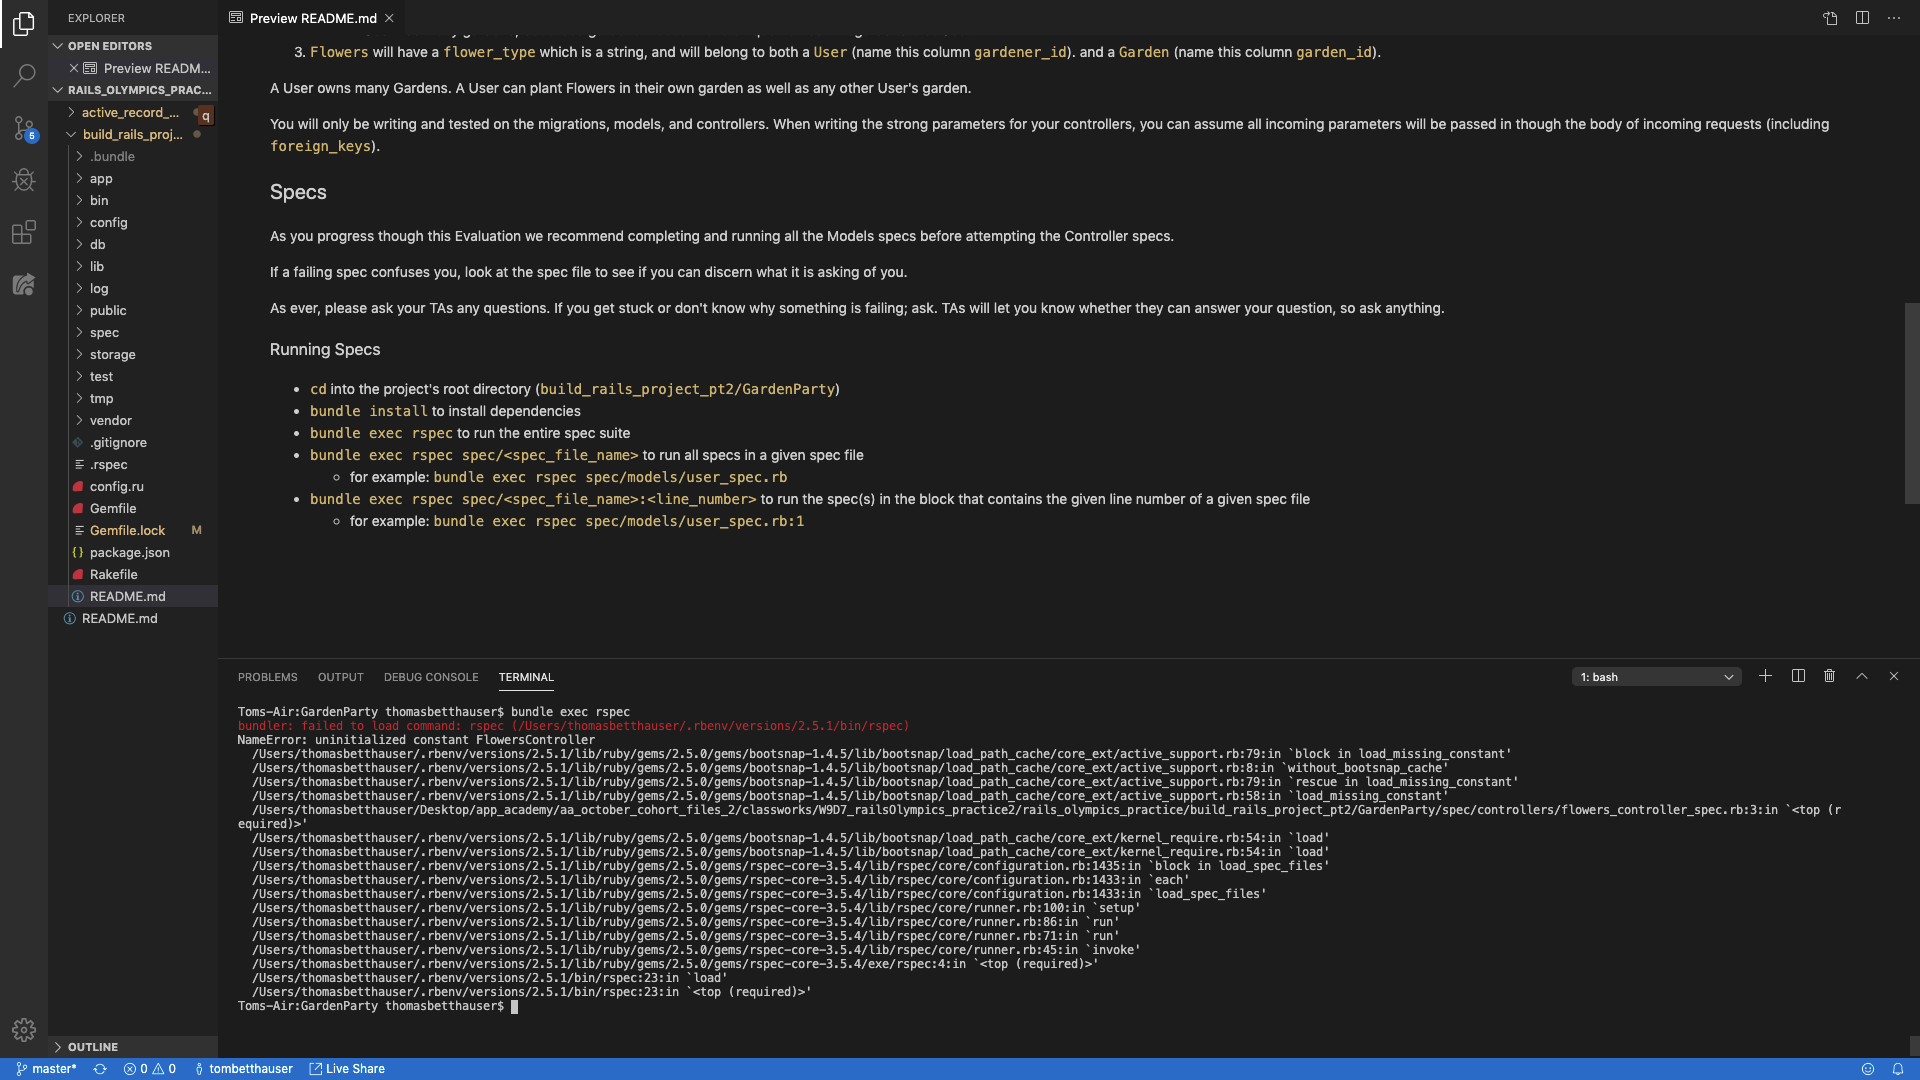 EXPLORER
OPEN EDITORS
Preview READM...
RAILS_OLYMPICS_PRAC...
active_record_...
q
build_rails_proj...
.bundle
app
bin
config
db
lib
log
public
spec
storage
test
tmp
vendor
.gitignore
.rspec
config.ru
Gemfile
Gemfile.lock M
package.json
Rakefile
README.md
README.md
OUTLINE
5
Preview README.md
3. Flowers will have a flower_type which is a string, and will belong to both a User (name this column gardener_id). and a Garden (name this column garden_id).
A User owns many Gardens. A User can plant Flowers in their own garden as well as any other User's garden.
You will only be writing and tested on the migrations, models, and controllers. When writing the strong parameters for your controllers, you can assume all incoming parameters will be passed in though the body of incoming requests (including
foreign_keys).
Specs
As you progress though this Evaluation we recommend completing and running all the Models specs before attempting the Controller specs.
If a failing spec confuses you, look at the spec file to see if you can discern what it is asking of you.
As ever, please ask your TAs any questions. If you get stuck or don't know why something is failing; ask. TAs will let you know whether they can answer your question, so ask anything.
Running Specs
• cd into the project's root directory (build_rails_project_pt2/GardenParty)
• bundle install to install dependencies
• bundle exec rspec to run the entire spec suite
• bundle exec rspec spec/<spec_file_name> to run all specs in a given spec file
◦ for example: bundle exec rspec spec/models/user_spec.rb
• bundle exec rspec spec/<spec_file_name>:<line_number> to run the spec(s) in the block that contains the given line number of a given spec file
◦ for example: bundle exec rspec spec/models/user_spec.rb:1
PROBLEMS OUTPUT DEBUG CONSOLE TERMINAL 1: bash
Toms-Air:GardenParty thomasbetthauser$ bundle exec rspec
bundler: failed to load command: rspec (/Users/thomasbetthauser/.rbenv/versions/2.5.1/bin/rspec)
NameError: uninitialized constant FlowersController
/Users/thomasbetthauser/.rbenv/versions/2.5.1/lib/ruby/gems/2.5.0/gems/bootsnap-1.4.5/lib/bootsnap/load_path_cache/core_ext/active_support.rb:79:in `block in load_missing_constant'
/Users/thomasbetthauser/.rbenv/versions/2.5.1/lib/ruby/gems/2.5.0/gems/bootsnap-1.4.5/lib/bootsnap/load_path_cache/core_ext/active_support.rb:8:in `without_bootsnap_cache'
/Users/thomasbetthauser/.rbenv/versions/2.5.1/lib/ruby/gems/2.5.0/gems/bootsnap-1.4.5/lib/bootsnap/load_path_cache/core_ext/active_support.rb:79:in `rescue in load_missing_constant'
/Users/thomasbetthauser/.rbenv/versions/2.5.1/lib/ruby/gems/2.5.0/gems/bootsnap-1.4.5/lib/bootsnap/load_path_cache/core_ext/active_support.rb:58:in `load_missing_constant'
/Users/thomasbetthauser/Desktop/app_academy/aa_october_cohort_files_2/classworks/W9D7_railsOlympics_practice2/rails_olympics_practice/build_rails_project_pt2/GardenParty/spec/controllers/flowers_controller_spec.rb:3:in `<top (r
equired)>'
/Users/thomasbetthauser/.rbenv/versions/2.5.1/lib/ruby/gems/2.5.0/gems/bootsnap-1.4.5/lib/bootsnap/load_path_cache/core_ext/kernel_require.rb:54:in `load'
/Users/thomasbetthauser/.rbenv/versions/2.5.1/lib/ruby/gems/2.5.0/gems/bootsnap-1.4.5/lib/bootsnap/load_path_cache/core_ext/kernel_require.rb:54:in `load'
/Users/thomasbetthauser/.rbenv/versions/2.5.1/lib/ruby/gems/2.5.0/gems/rspec-core-3.5.4/lib/rspec/core/configuration.rb:1435:in `block in load_spec_files'
/Users/thomasbetthauser/.rbenv/versions/2.5.1/lib/ruby/gems/2.5.0/gems/rspec-core-3.5.4/lib/rspec/core/configuration.rb:1433:in `each'
/Users/thomasbetthauser/.rbenv/versions/2.5.1/lib/ruby/gems/2.5.0/gems/rspec-core-3.5.4/lib/rspec/core/configuration.rb:1433:in `load_spec_files'
/Users/thomasbetthauser/.rbenv/versions/2.5.1/lib/ruby/gems/2.5.0/gems/rspec-core-3.5.4/lib/rspec/core/runner.rb:100:in `setup'
/Users/thomasbetthauser/.rbenv/versions/2.5.1/lib/ruby/gems/2.5.0/gems/rspec-core-3.5.4/lib/rspec/core/runner.rb:86:in `run'
/Users/thomasbetthauser/.rbenv/versions/2.5.1/lib/ruby/gems/2.5.0/gems/rspec-core-3.5.4/lib/rspec/core/runner.rb:71:in `run'
/Users/thomasbetthauser/.rbenv/versions/2.5.1/lib/ruby/gems/2.5.0/gems/rspec-core-3.5.4/lib/rspec/core/runner.rb:45:in `invoke'
/Users/thomasbetthauser/.rbenv/versions/2.5.1/lib/ruby/gems/2.5.0/gems/rspec-core-3.5.4/exe/rspec:4:in `<top (required)>'
/Users/thomasbetthauser/.rbenv/versions/2.5.1/bin/rspec:23:in `load'
/Users/thomasbetthauser/.rbenv/versions/2.5.1/bin/rspec:23:in `<top (required)>'
Toms-Air:GardenParty thomasbetthauser$
master* 0 0 tombetthauser Live Share